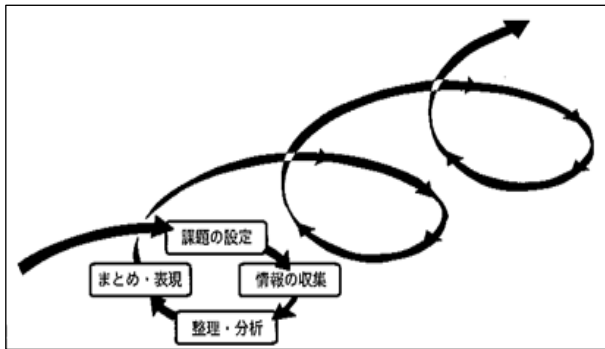 課題の設定
情報の収集
整理・分析
まとめ・表現